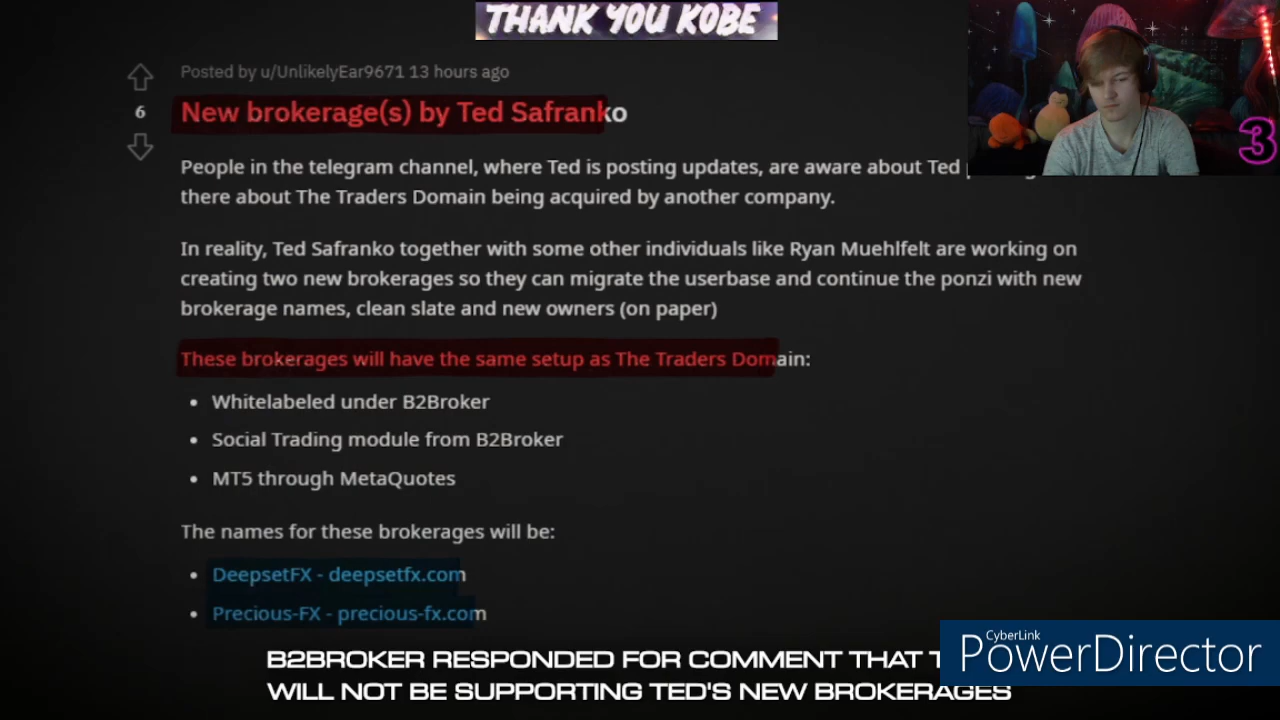 THANK YOU KOBE
Posted by u/UnlikelyEar9671 13 hours ago
6
New brokerage(s) by Ted Safranko
3
People in the telegram channel, where Ted is posting updates, are aware about Ted
there about The Traders Domain being acquired by another company.
In reality, Ted Safranko together with some other individuals like Ryan Muehlfelt are working on
creating two new brokerages so they can migrate the userbase and continue the ponzi with new
brokerage names, clean slate and new owners (on paper)
These brokerages will have the same setup as The Traders Domain:
• Whitelabeled under B2Broker
• Social Trading module from B2Broker
• MT5 through MetaQuotes
The names for these brokerages will be:
• DeepsetFX - deepsetfx.com
• Precious-FX - precious-fx.com
B2BROKER RESPONDED FOR COMMENT THAT
WILL NOT BE SUPPORTING TED'S NEW BROKERAGES
CyberLink
PowerDirector